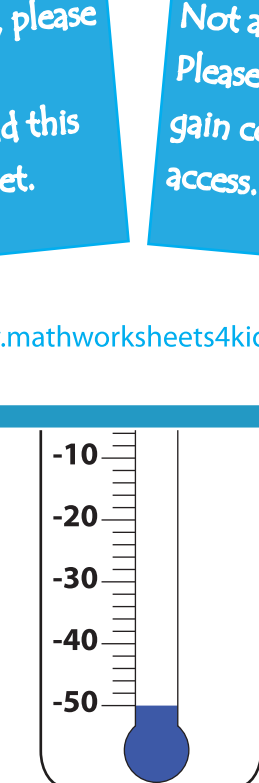 please
this
et.
Not a
Please
gain
access.
.mathworksheets4kid
-10
-20
-30
-40
-50